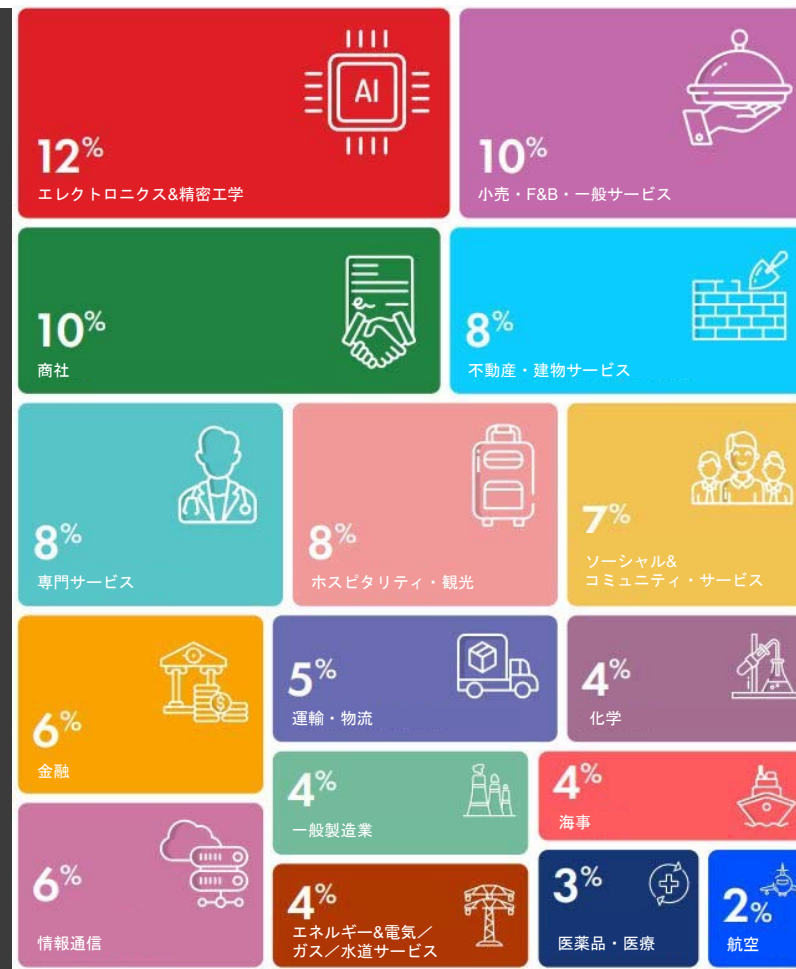 AI
12%
エレクトロニクス&精密工学
10%
小売・F&B・一般サービス
10%
商社
8%
不動産・建物サービス
8%
専門サービス
8%
ホスピタリティ・観光
7%
ソーシャル&
コミュニティ・サービス
6%
金融
5%
運輸・物流
4%
化学
4%
一般製造業
4%
海事
6%
情報通信
4%
エネルギー&電気／
ガス／水道サービス
3%
医薬品・医療
2%
航空